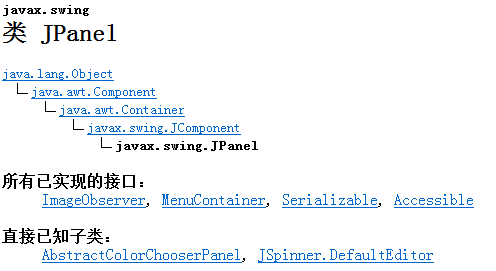 javax.swing
类 JPanel
java.lang.Object
java.awt.Component
java.awt.Container
javax.swing.JComponent
javax.swing.JPanel
所有已实现的接口：
ImageObserver, MenuContainer, Serializable, Accessible
直接已知子类：
AbstractColorChooserPanel, JSpinner.DefaultEditor